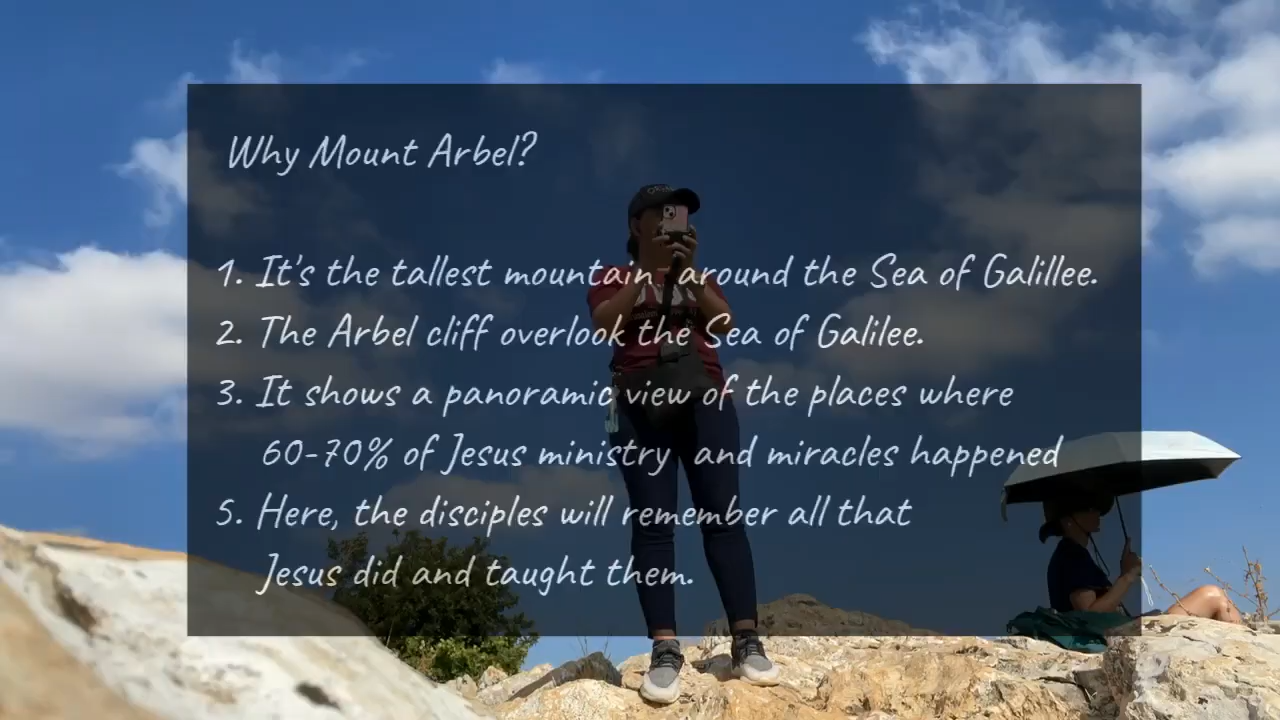 Why Mount Arbel?
1. It's the tallest mountain around the Sea of Galillee.
2. The Arbel cliff overlook the Sea of Galilee.
3. It shows a panoramic view of the places where
60-70% of Jesus ministry and miracles happened
5. Here, the disciples will remember all that
Jesus did and taught them.